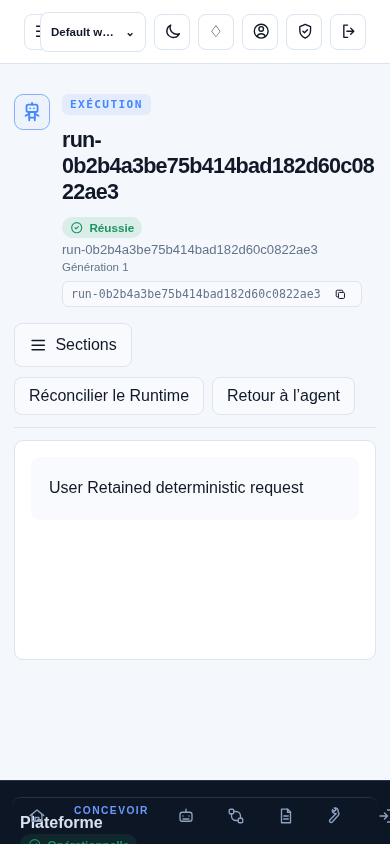 Default w…
EXÉCUTION
run-
0b2b4a3be75b414bad182d60c08
22ae3
Réussie
run-0b2b4a3be75b414bad182d60c0822ae3
Génération 1
run-0b2b4a3be75b414bad182d60c0822ae3
Sections
Réconcilier le Runtime
Retour à l’agent
User Retained deterministic request
CONCEVOIR
Plateforme
Opérationnelle